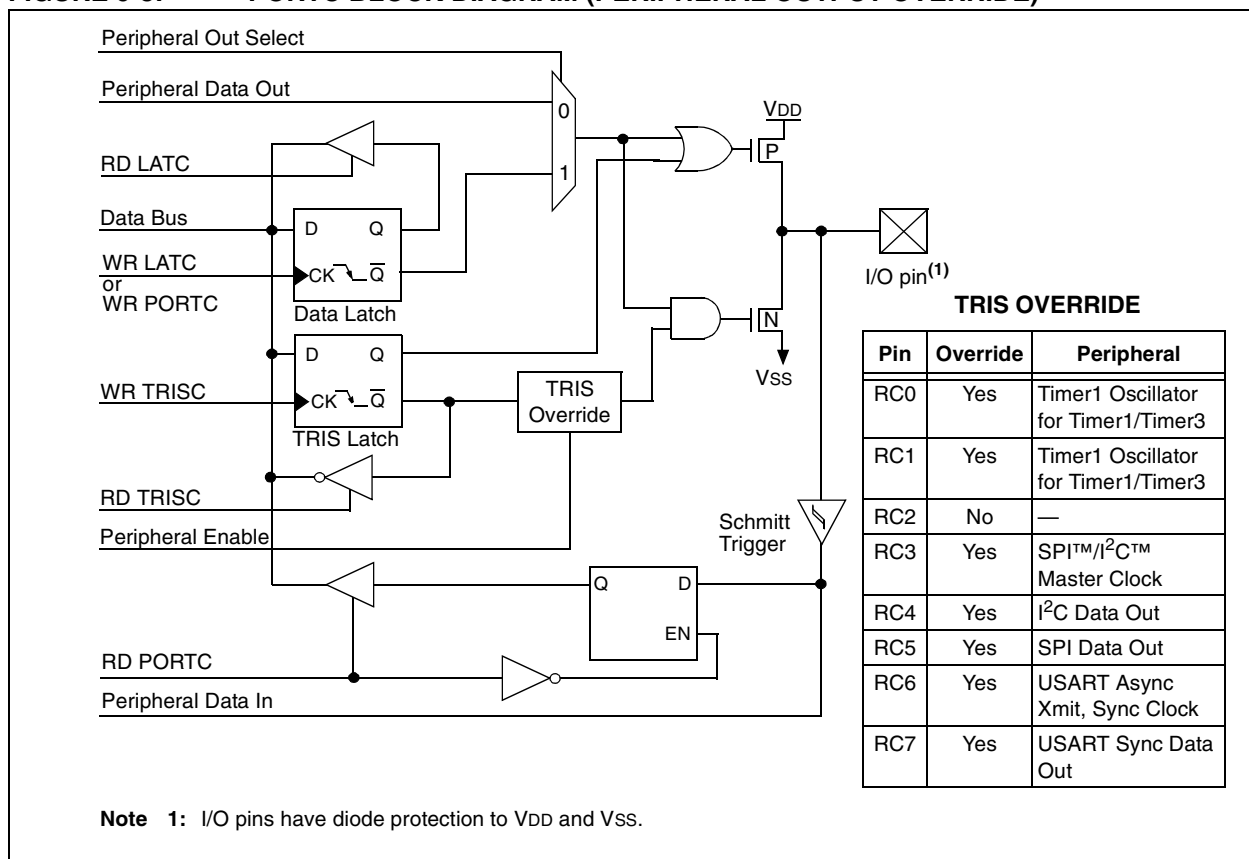 Peripheral Out Select
Peripheral Data Out
0
1
VDD
P
RD LATC
Data Bus
D Q
WR LATC
or
WR PORTC
CK Q̅
Data Latch
I/O pin(1)
N
VSS
D Q
WR TRISC
CK Q̅
TRIS Latch
TRIS
Override
RD TRISC
Peripheral Enable
Schmitt
Trigger
Q D
EN
RD PORTC
Peripheral Data In
TRIS OVERRIDE
Pin Override Peripheral
RC0 Yes Timer1 Oscillator
for Timer1/Timer3
RC1 Yes Timer1 Oscillator
for Timer1/Timer3
RC2 No —
RC3 Yes SPI™/I²C™
Master Clock
RC4 Yes I²C Data Out
RC5 Yes SPI Data Out
RC6 Yes USART Async
Xmit, Sync Clock
RC7 Yes USART Sync Data
Out
Note 1: I/O pins have diode protection to VDD and VSS.